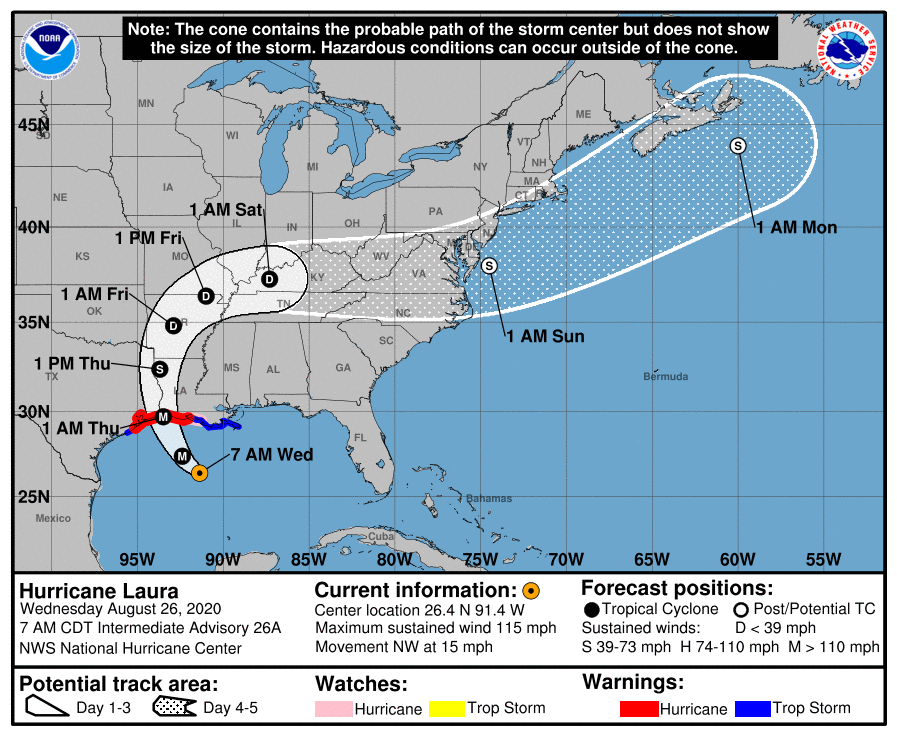 Note: The cone contains the probable path of the storm center but does not show
the size of the storm. Hazardous conditions can occur outside of the cone.
NOAA
NATIONAL WEATHER SERVICE
MN
ME
45N
SD
WI
VT
NH
MI
NY
MA
CT
RI
NE
IA
S
1 AM Sat
PA
40N
IL
IN
OH
NJ
1 AM Mon
1 PM Fri
MD
DE
KS
MO
WV
S
VA
D
KY
1 AM Fri
D
TN
OK
NC
35N
D
AR
1 AM Sun
SC
1 PM Thu
S
MS
AL
GA
TX
Bermuda
LA
30N
M
1 AM Thu
FL
M
7 AM Wed
25N
Bahamas
Mexico
Cuba
95W 90W 85W 80W 75W 70W 65W 60W 55W
Hurricane Laura
Wednesday August 26, 2020
7 AM CDT Intermediate Advisory 26A
NWS National Hurricane Center
Current information:
Center location 26.4 N 91.4 W
Maximum sustained wind 115 mph
Movement NW at 15 mph
Forecast positions:
Tropical Cyclone Post/Potential TC
Sustained winds: D < 39 mph
S 39-73 mph H 74-110 mph M > 110 mph
Potential track area:
Day 1-3 Day 4-5
Watches:
Hurricane Trop Storm
Warnings:
Hurricane Trop Storm